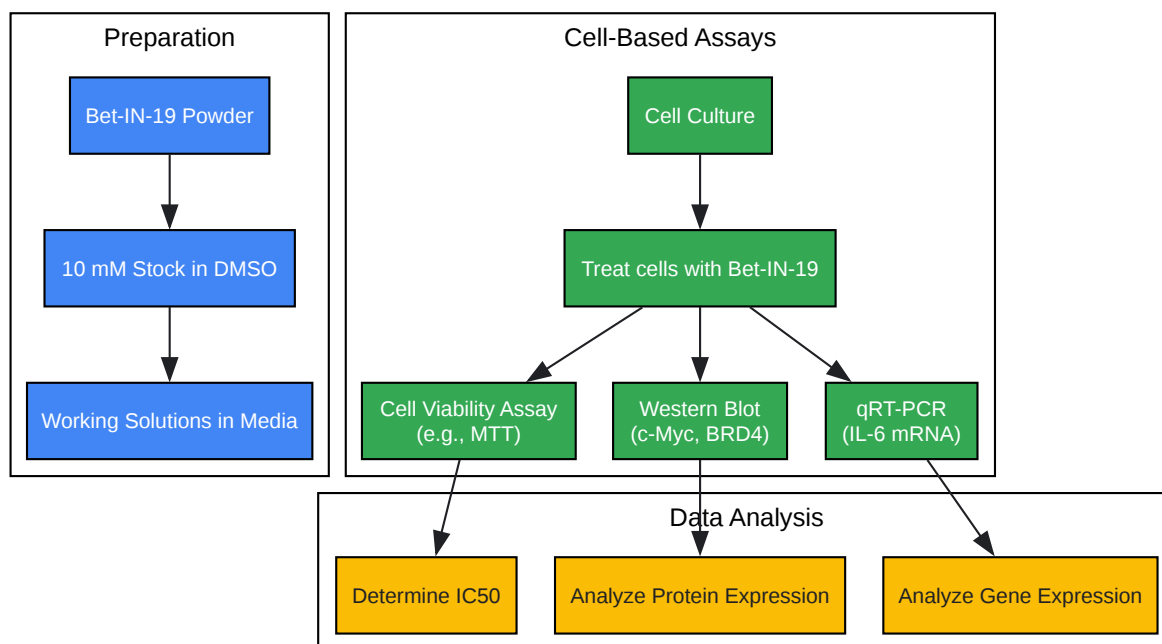 Preparation
Bet-IN-19 Powder
10 mM Stock in DMSO
Working Solutions in Media
Cell-Based Assays
Cell Culture
Treat cells with Bet-IN-19
Cell Viability Assay
(e.g., MTT)
Western Blot
(c-Myc, BRD4)
qRT-PCR
(IL-6 mRNA)
Data Analysis
Determine IC50
Analyze Protein Expression
Analyze Gene Expression